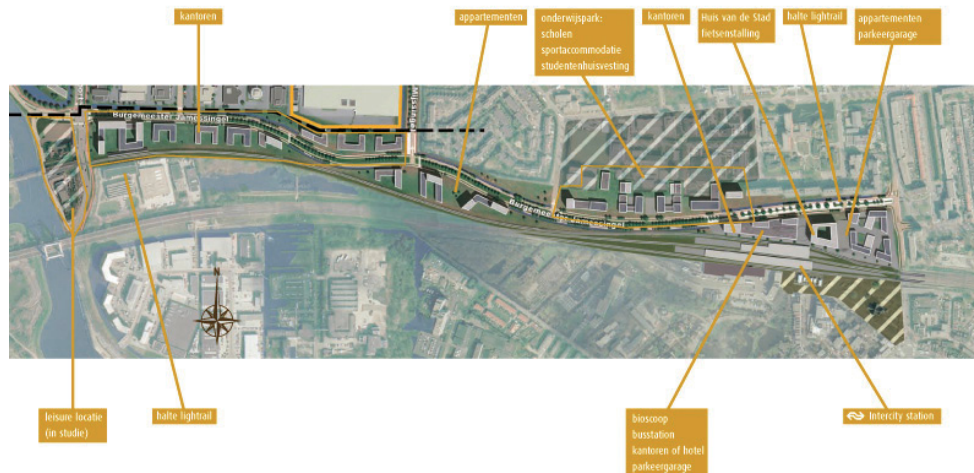 kantoren
appartementen
onderwijspark:
scholen
sportaccommodatie
studentenhuisvesting
kantoren
Huis van de Stad
fietsenstalling
halte lightrail
appartementen
parkeergarage
Burgemeester Jamessingel
Burgemeester Jamessingel
N
leisure locatie
(in studie)
halte lightrail
bioscoop
busstation
kantoren of hotel
parkeergarage
Intercity station